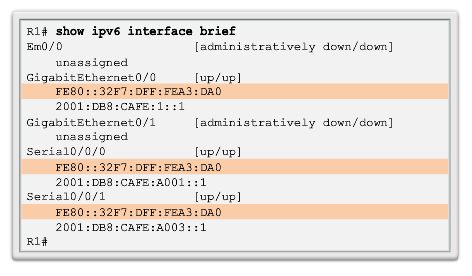 R1# show ipv6 interface brief
Em0/0 [administratively down/down]
unassigned
GigabitEthernet0/0 [up/up]
FE80::32F7:DFF:FEA3:DA0
2001:DB8:CAFE:1::1
GigabitEthernet0/1 [administratively down/down]
unassigned
Serial0/0/0 [up/up]
FE80::32F7:DFF:FEA3:DA0
2001:DB8:CAFE:A001::1
Serial0/0/1 [up/up]
FE80::32F7:DFF:FEA3:DA0
2001:DB8:CAFE:A003::1
R1#